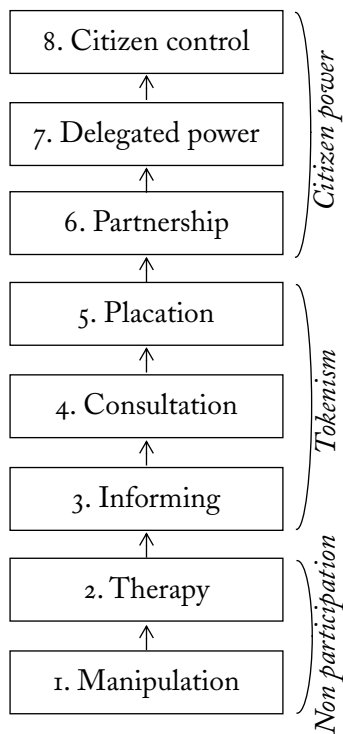 8. Citizen control
7. Delegated power
6. Partnership
Citizen power
5. Placation
4. Consultation
3. Informing
Tokenism
2. Therapy
1. Manipulation
Non participation